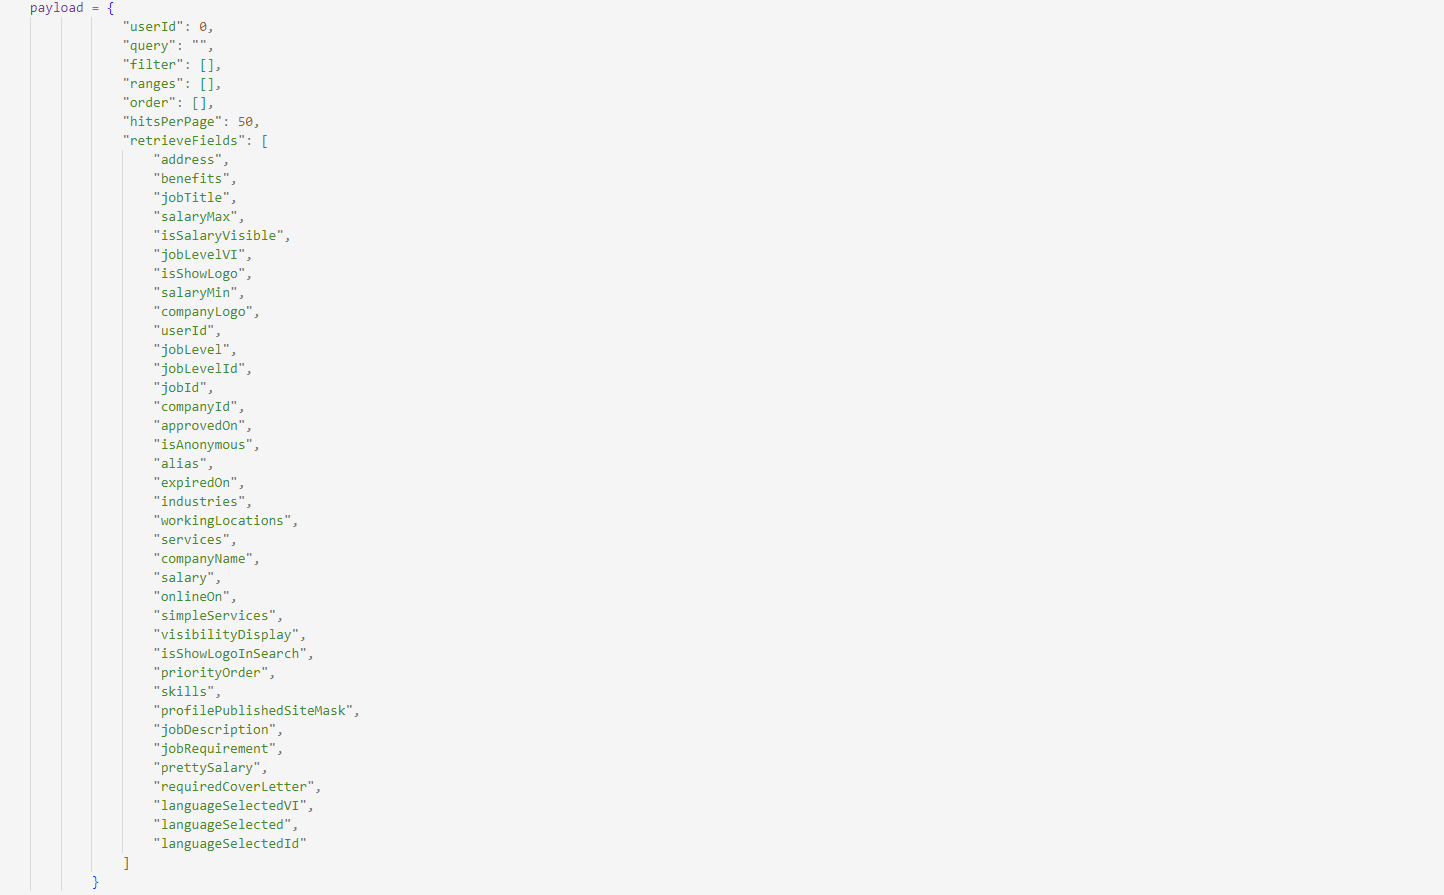 payload = {
"userId": 0,
"query": "",
"filter": [],
"ranges": [],
"order": [],
"hitsPerPage": 50,
"retrieveFields": [
"address",
"benefits",
"jobTitle",
"salaryMax",
"isSalaryVisible",
"jobLevelVI",
"isShowLogo",
"salaryMin",
"companyLogo",
"userId",
"jobLevel",
"jobLevelId",
"jobId",
"companyId",
"approvedOn",
"isAnonymous",
"alias",
"expiredOn",
"industries",
"workingLocations",
"services",
"companyName",
"salary",
"onlineOn",
"simpleServices",
"visibilityDisplay",
"isShowLogoInSearch",
"priorityOrder",
"skills",
"profilePublishedSiteMask",
"jobDescription",
"jobRequirement",
"prettySalary",
"requiredCoverLetter",
"languageSelectedVI",
"languageSelected",
"languageSelectedId"
]
}